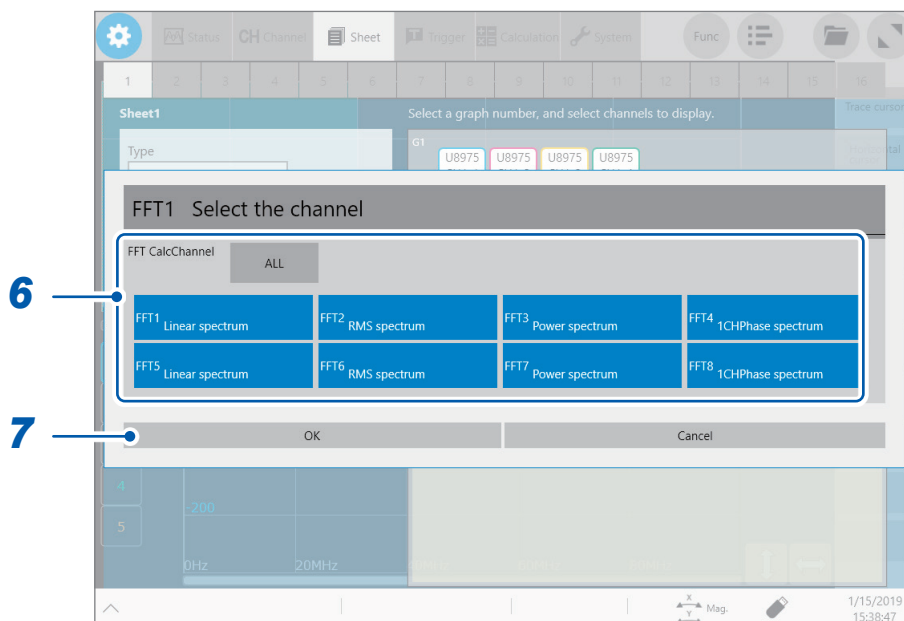 Status CH Channel Sheet Trigger Calculation System Func
1 2 3 4 5 6 7 8 9 10 11 12 13 14 15 16
Sheet1 Select a graph number, and select channels to display. Trace cursor
Type G1
U8975 U8975 U8975 U8975
FFT1 Select the channel
FFT CalcChannel ALL
6
FFT1 Linear spectrum FFT2 RMS spectrum FFT3 Power spectrum FFT4 1CHPhase spectrum
FFT5 Linear spectrum FFT6 RMS spectrum FFT7 Power spectrum FFT8 1CHPhase spectrum
7 OK Cancel
4
-200
5
0Hz 20MHz
X
Y Mag. 1/15/2019
15:38:47